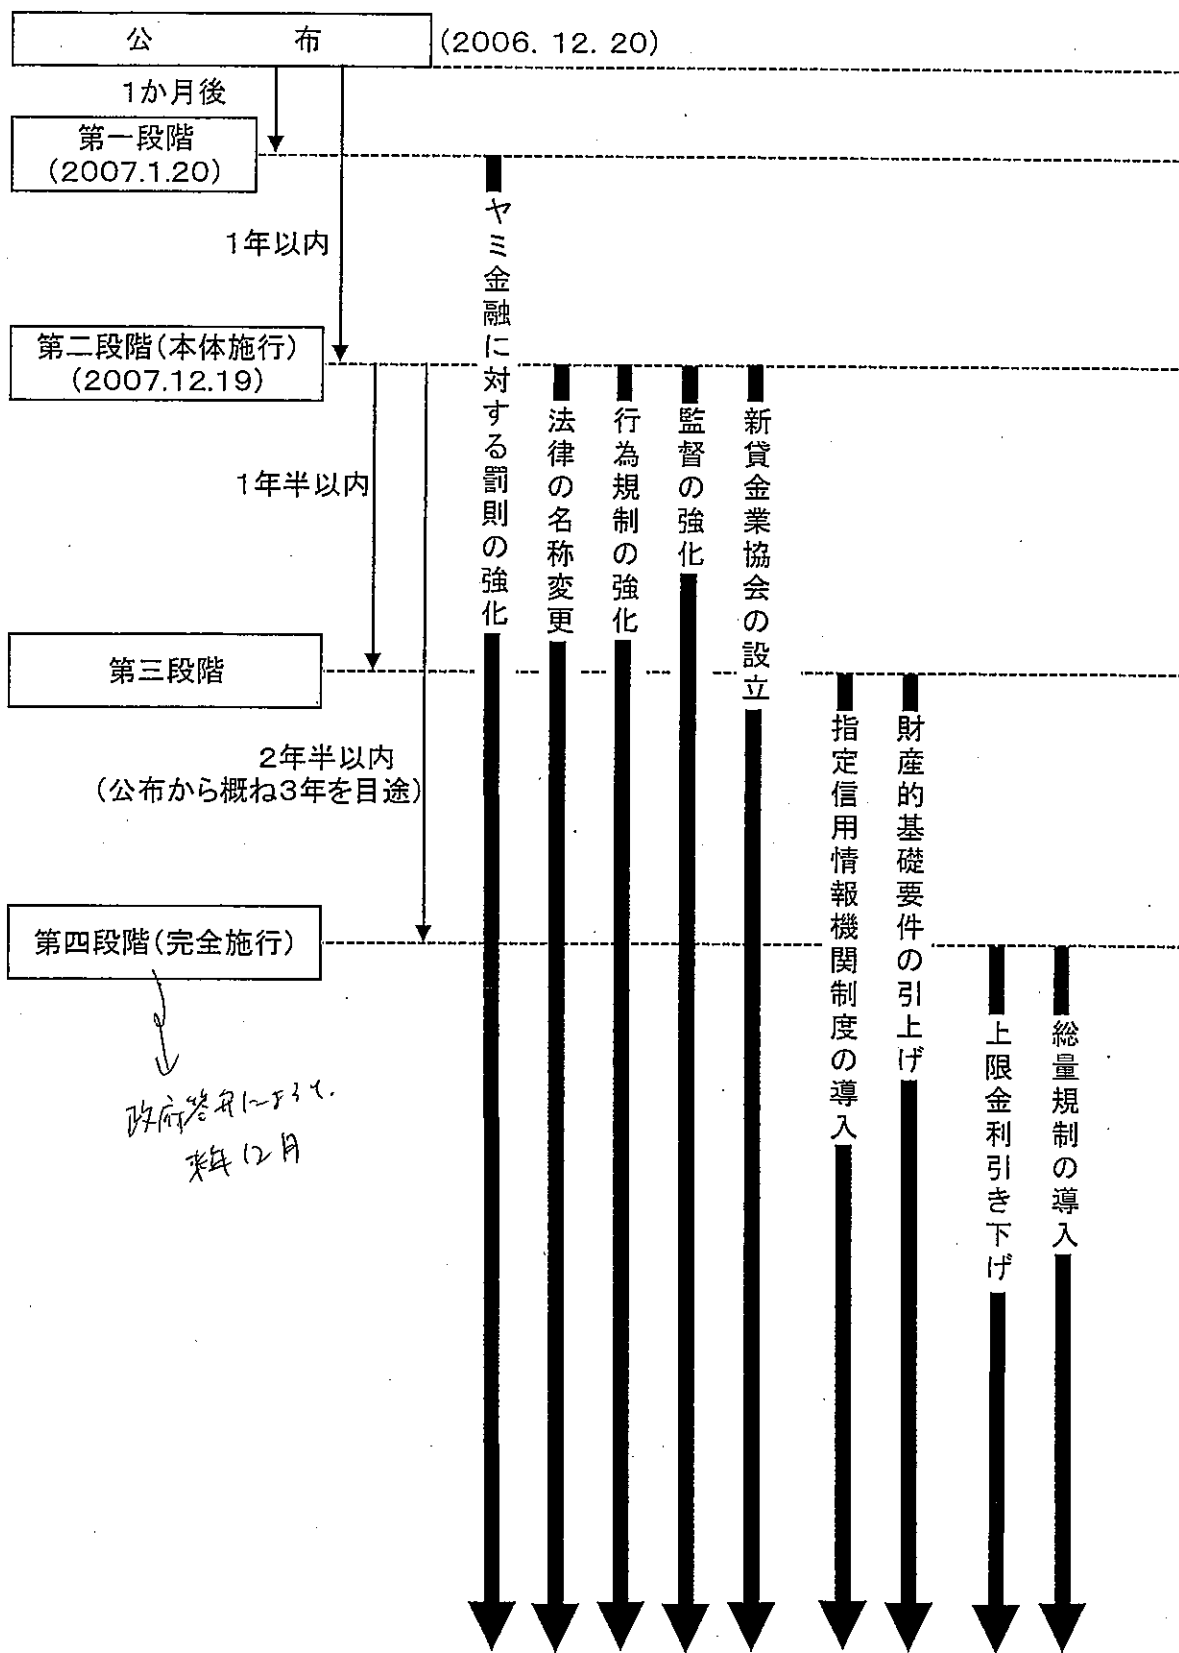 公　　　布
(2006. 12. 20)
1か月後
第一段階
(2007.1.20)
1年以内
第二段階(本体施行)
(2007.12.19)
1年半以内
第三段階
2年半以内
(公布から概ね3年を目途)
第四段階(完全施行)
政府答弁によると、
来年12月
ヤミ金融に対する罰則の強化
法律の名称変更
行為規制の強化
監督の強化
新貸金業協会の設立
指定信用情報機関制度の導入
財産的基礎要件の引上げ
上限金利引き下げ
総量規制の導入